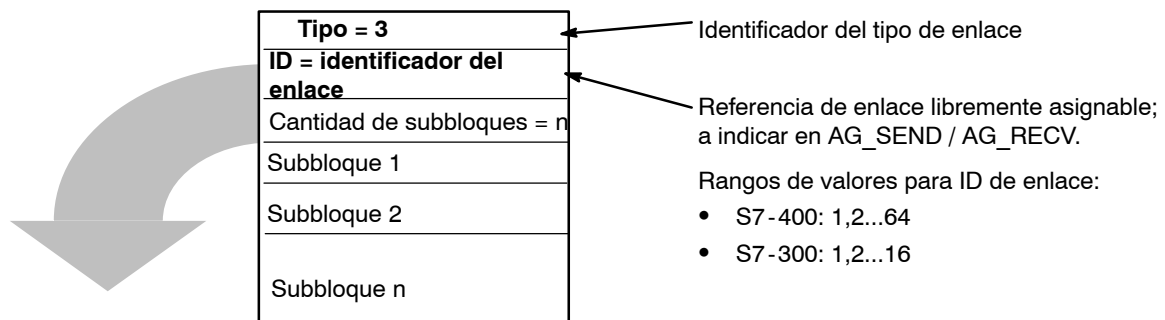 Tipo = 3
ID = identificador del
enlace
Cantidad de subbloques = n
Subbloque 1
Subbloque 2
Subbloque n
Identificador del tipo de enlace
Referencia de enlace libremente asignable;
a indicar en AG_SEND / AG_RECV.
Rangos de valores para ID de enlace:
• S7-400: 1,2...64
• S7-300: 1,2...16